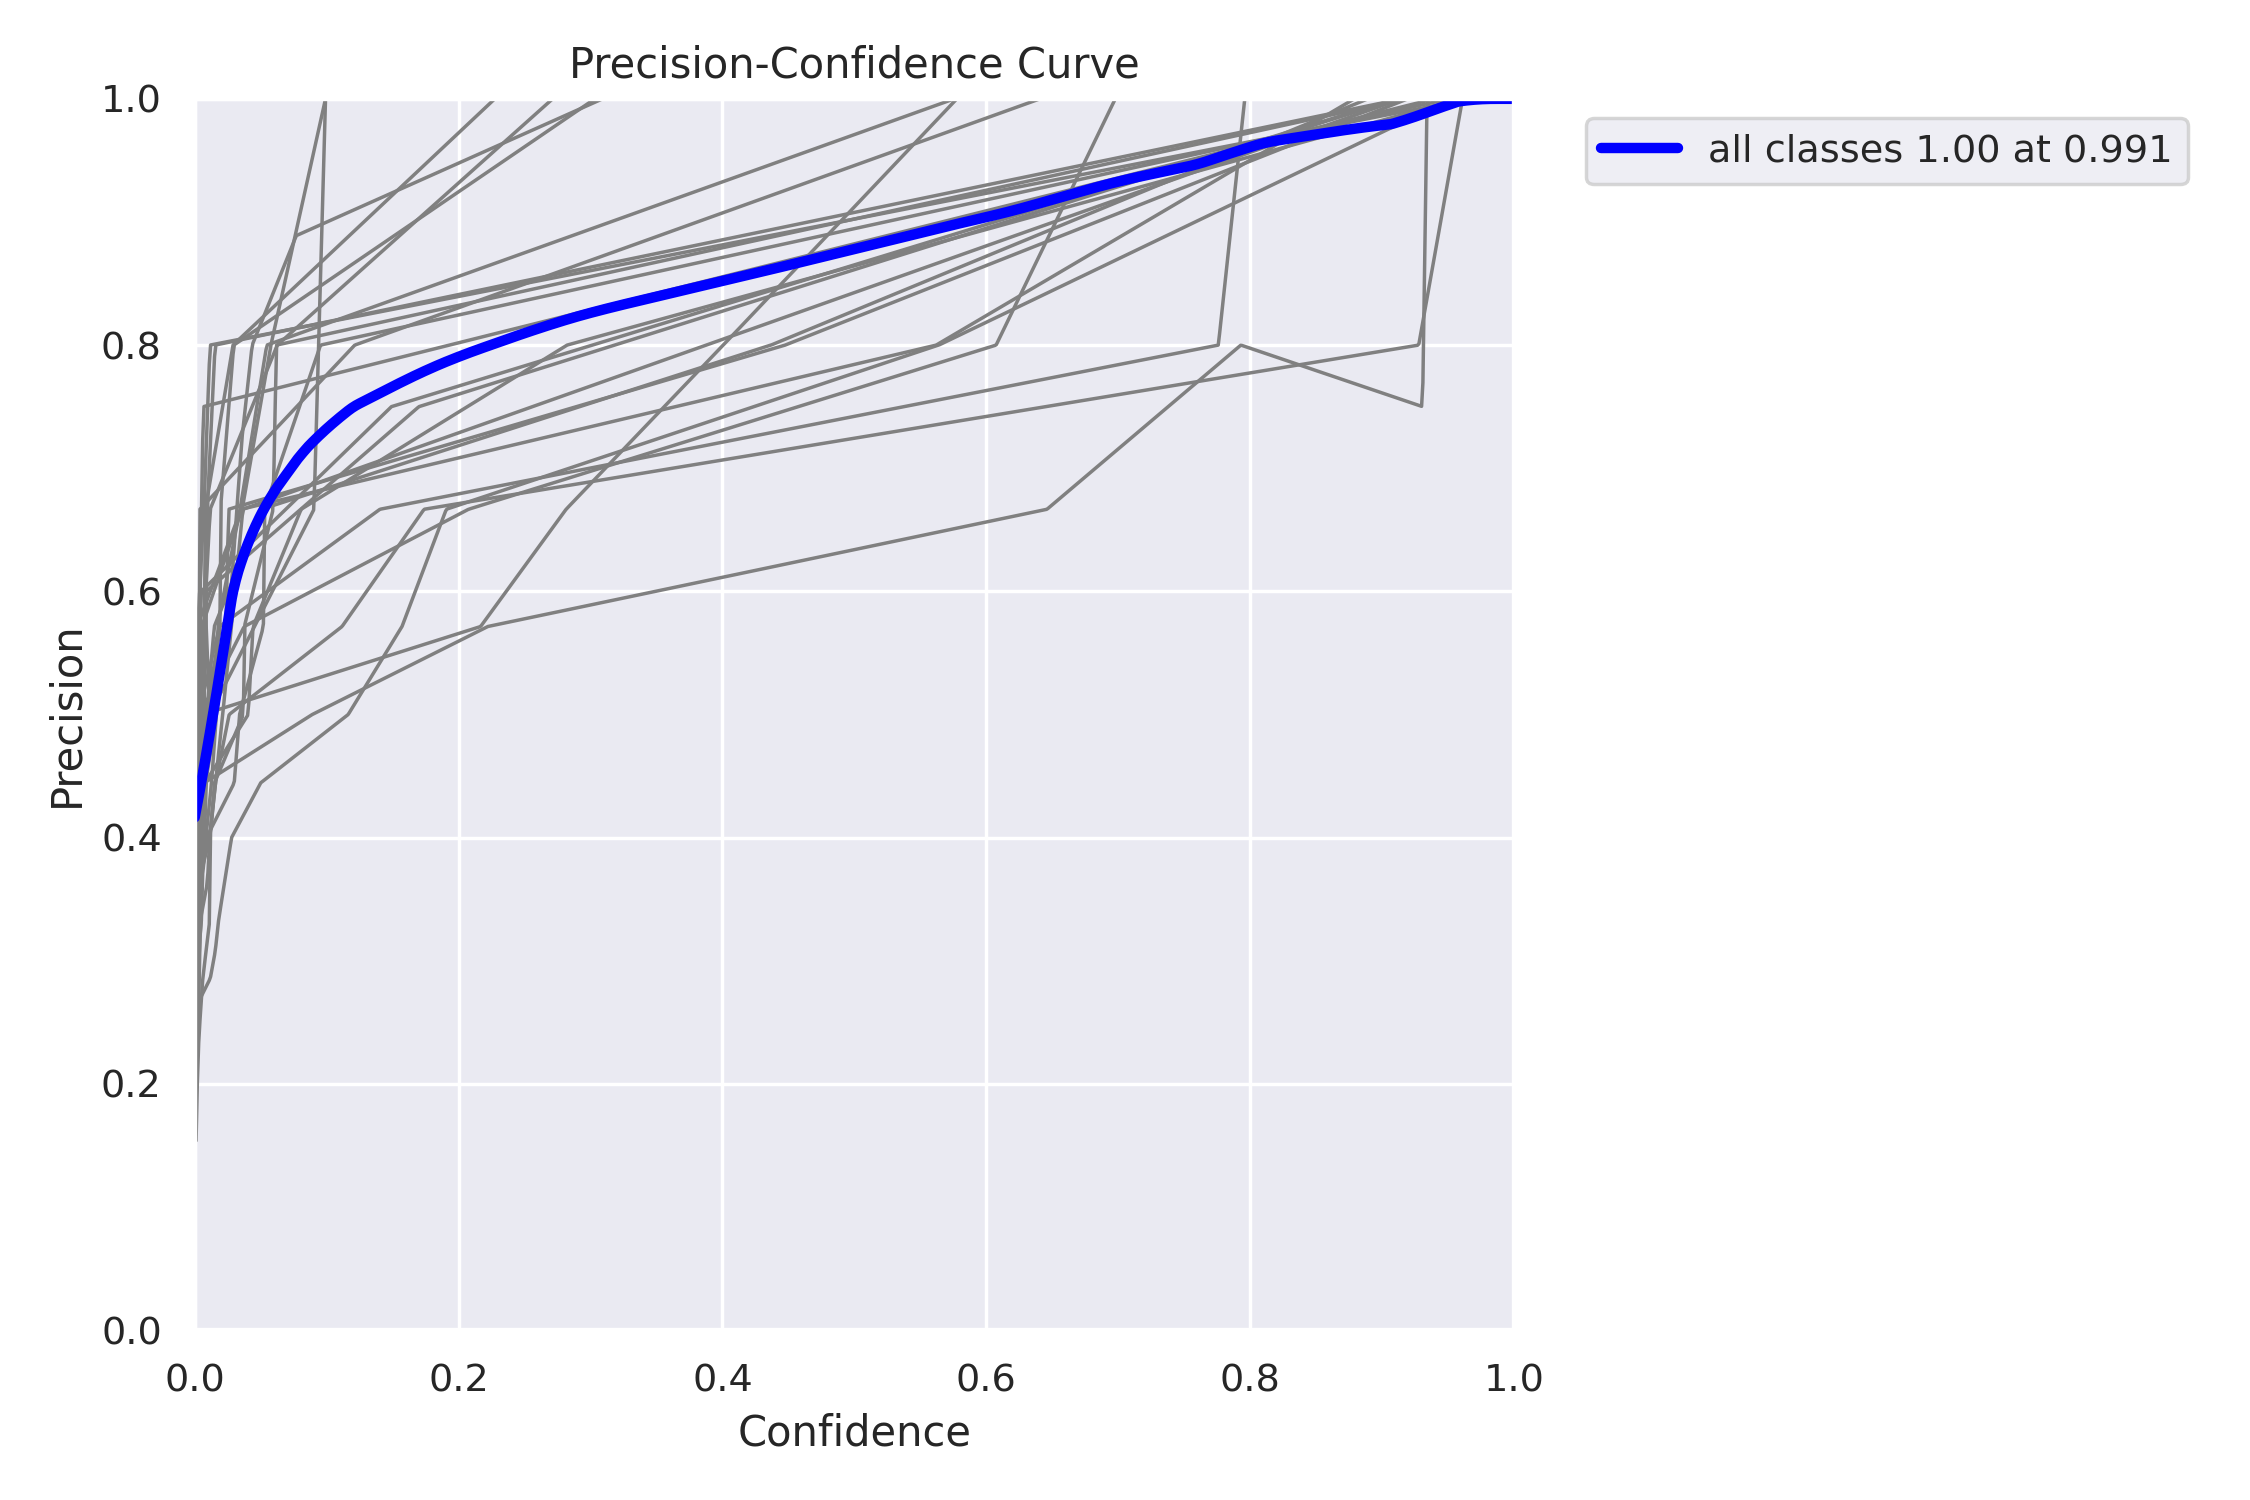 Precision-Confidence Curve
1.0
0.8
0.6
0.4
0.2
0.0
Precision
0.0 0.2 0.4 0.6 0.8 1.0
Confidence
all classes 1.00 at 0.991